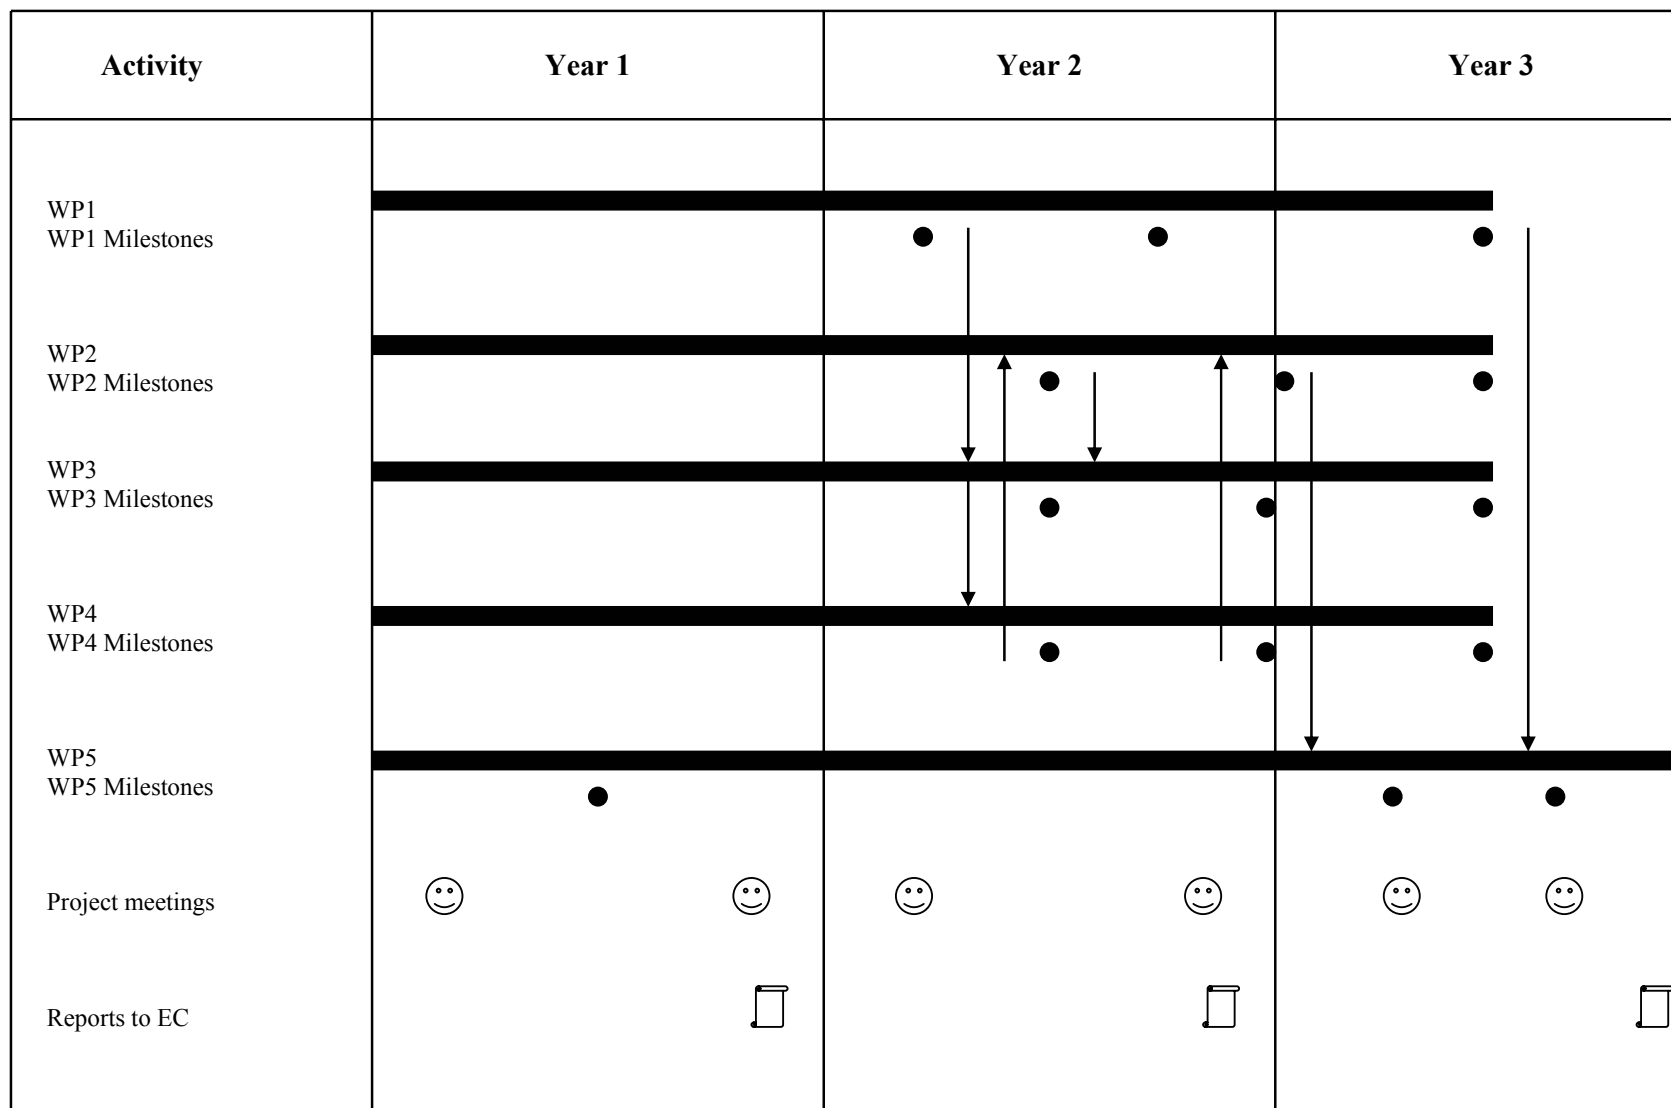 Activity
Year 1
Year 2
Year 3
WP1
WP1 Milestones
WP2
WP2 Milestones
WP3
WP3 Milestones
WP4
WP4 Milestones
WP5
WP5 Milestones
Project meetings
Reports to EC